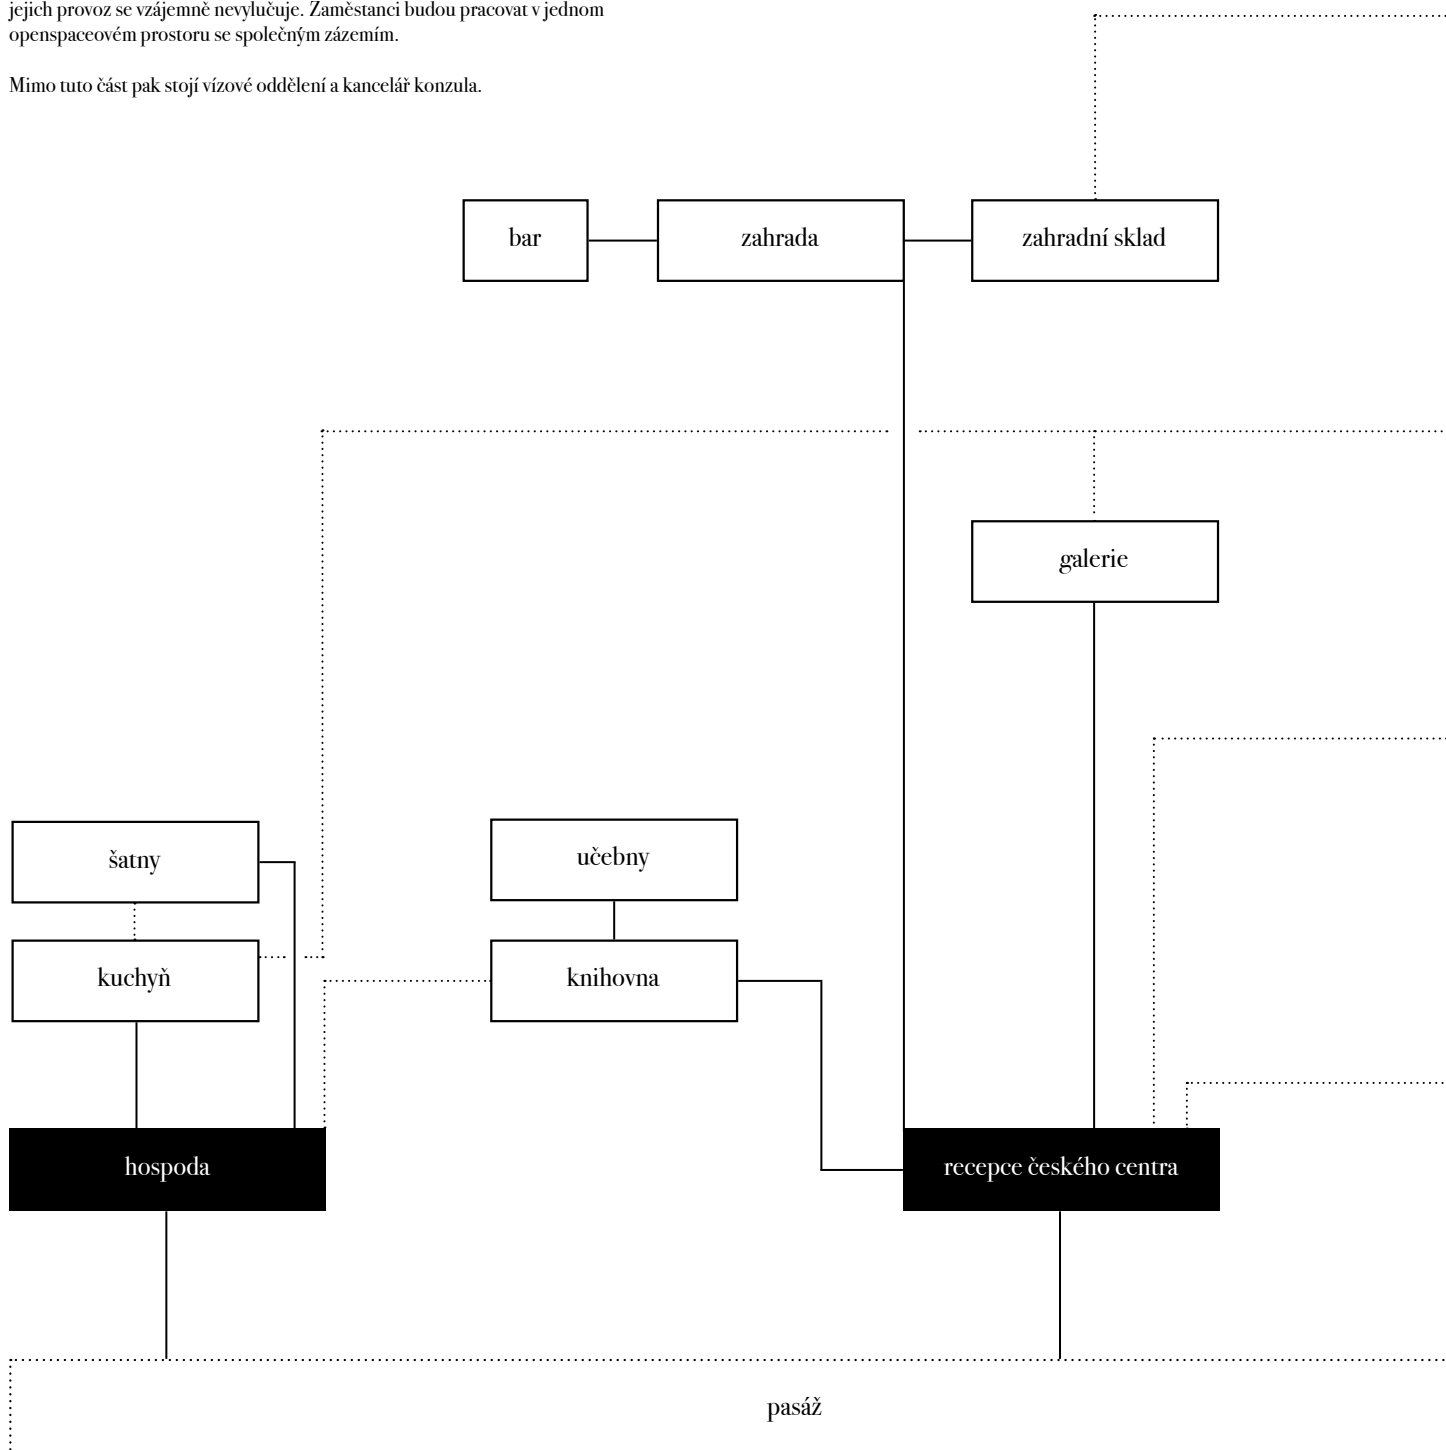 jejich provoz se vzájemně nevylučuje. Zaměstanci budou pracovat v jednom
openspaceovém prostoru se společným zázemím.
Mimo tuto část pak stojí vízové oddělení a kancelář konzula.
bar
zahrada
zahradní sklad
galerie
šatny
učebny
kuchyň
knihovna
hospoda
recepce českého centra
pasáž